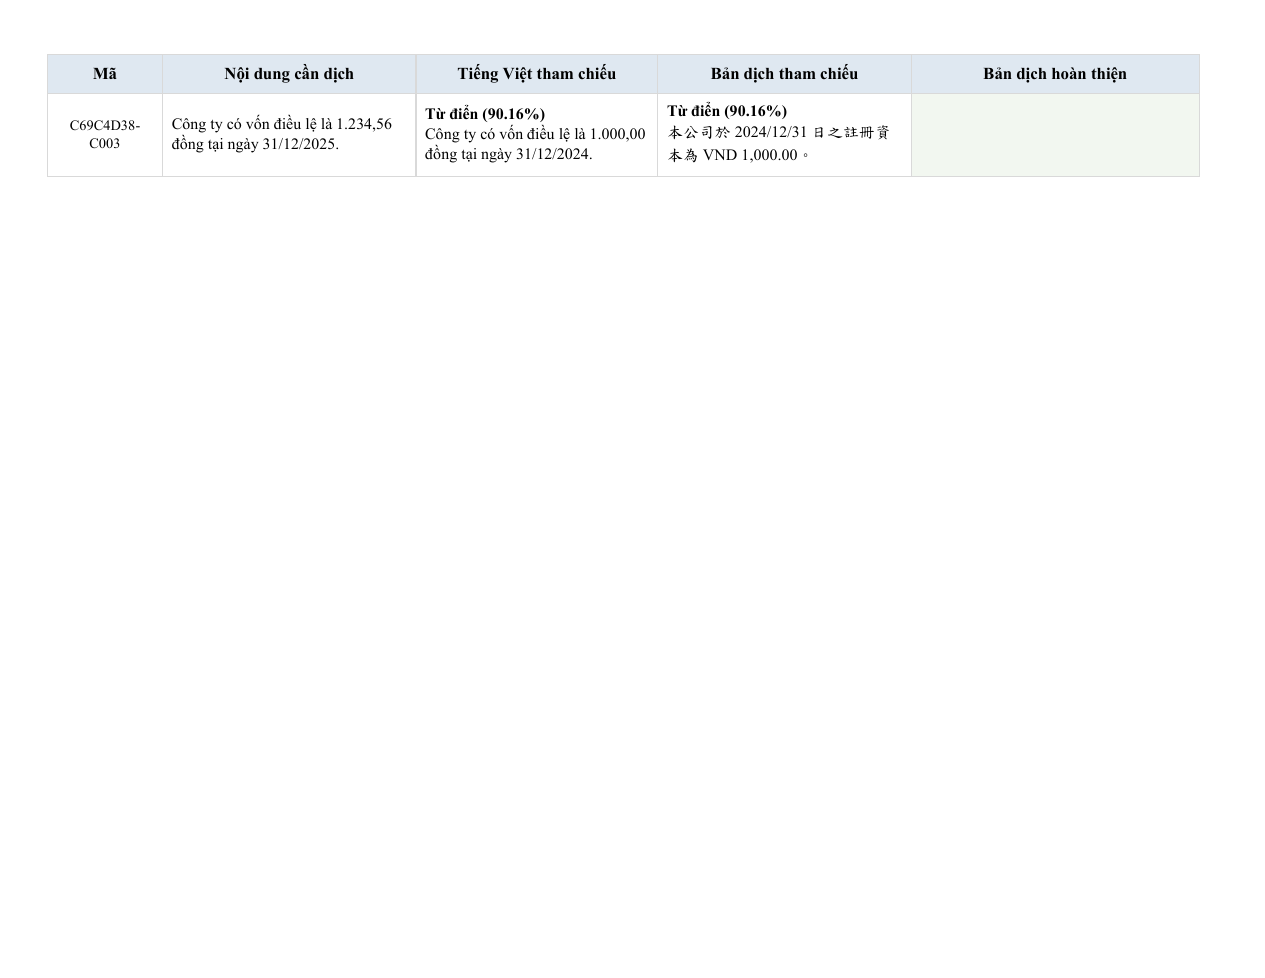 Mã
Nội dung cần dịch
Tiếng Việt tham chiếu
Bản dịch tham chiếu
Bản dịch hoàn thiện
C69C4D38-
C003
Công ty có vốn điều lệ là 1.234,56
đồng tại ngày 31/12/2025.
Từ điển (90.16%)
Công ty có vốn điều lệ là 1.000,00
đồng tại ngày 31/12/2024.
Từ điển (90.16%)
本公司於 2024/12/31 日之註冊資
本為 VND 1,000.00。